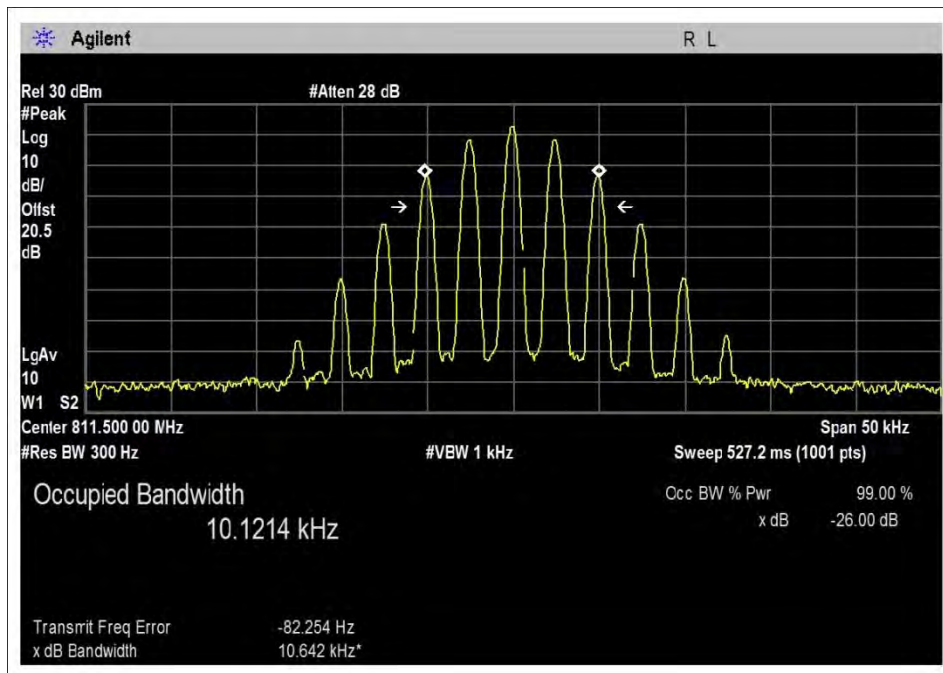 Agilent R L
Ref 30 dBm #Atten 28 dB
#Peak
Log
10
dB/
Offst
20.5
dB
LgAv
10
W1 S2
Center 811.500 00 MHz Span 50 kHz
#Res BW 300 Hz #VBW 1 kHz Sweep 527.2 ms (1001 pts)
Occupied Bandwidth
10.1214 kHz
Occ BW % Pwr 99.00 %
x dB -26.00 dB
Transmit Freq Error -82.254 Hz
x dB Bandwidth 10.642 kHz*